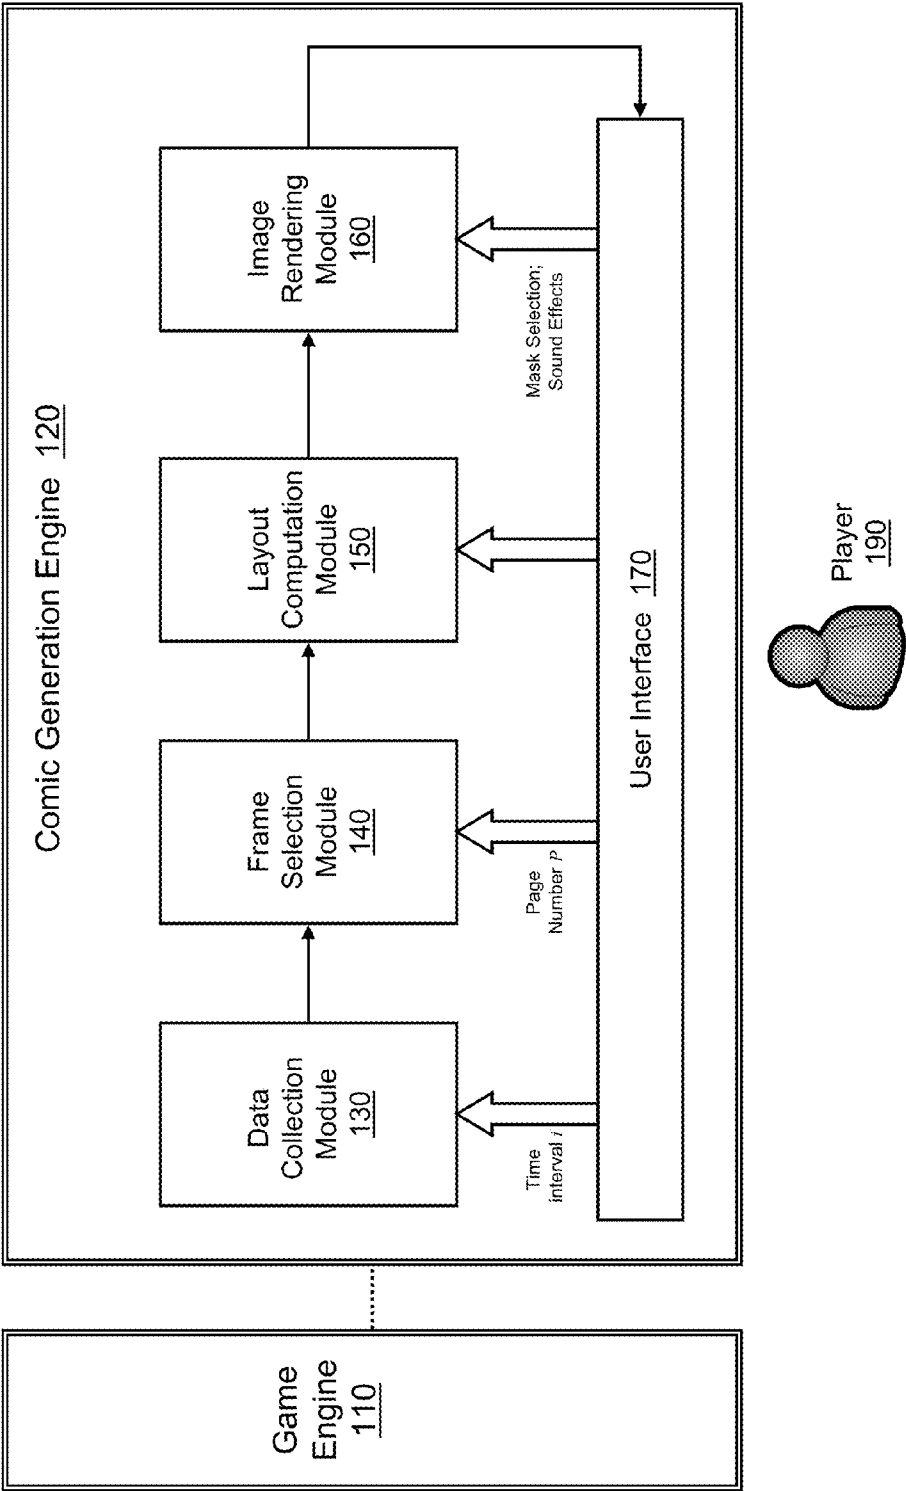 Comic Generation Engine 120
Game
Engine
110
Data
Collection
Module
130
Frame
Selection
Module
140
Layout
Computation
Module
150
Image
Rendering
Module
160
Time
interval i
Page
Number P
Mask Selection;
Sound Effects
User Interface 170
Player
190